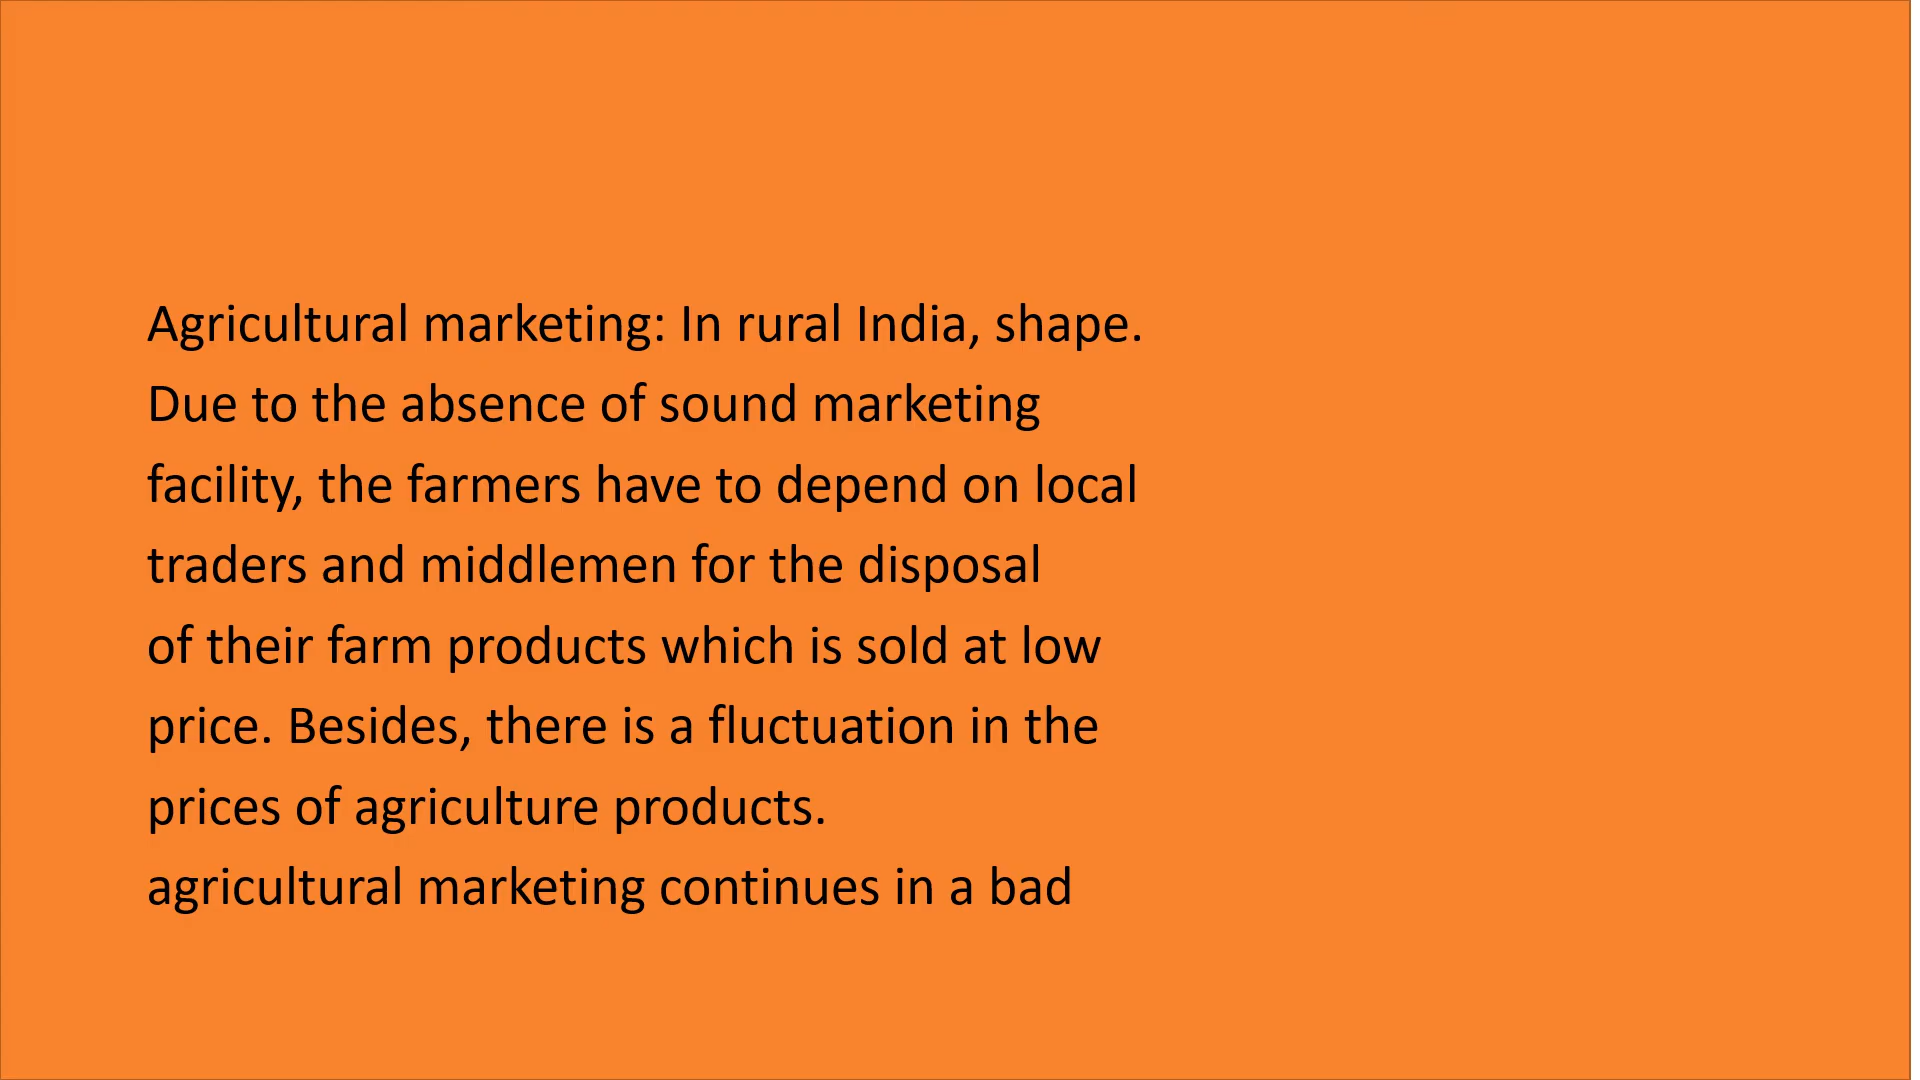 Agricultural marketing: In rural India, shape.
Due to the absence of sound marketing
facility, the farmers have to depend on local
traders and middlemen for the disposal
of their farm products which is sold at low
price. Besides, there is a fluctuation in the
prices of agriculture products.
agricultural marketing continues in a bad